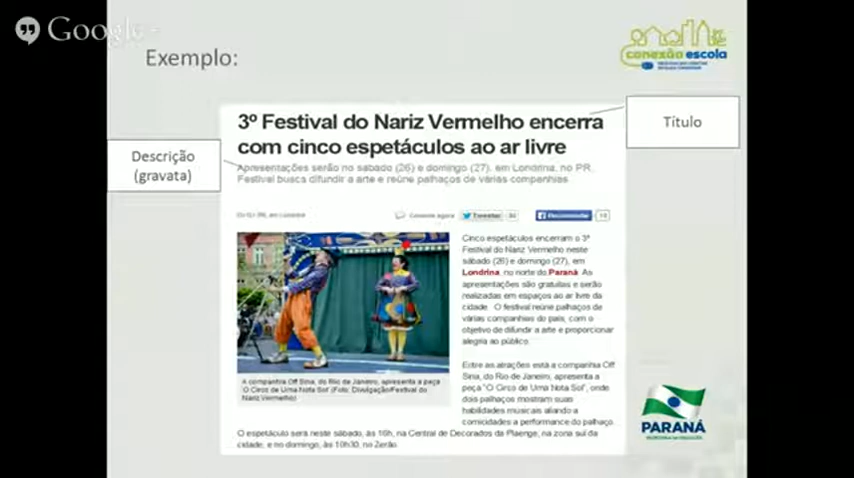 Google+
Exemplo:
conexão escola
3º Festival do Nariz Vermelho encerra
com cinco espetáculos ao ar livre
Título
Descrição
(gravata)
Apresentações serão no sábado (26) e domingo (27), em Londrina, no PR.
Festival busca difundir a arte e reúne palhaços de várias companhias
Do G1 PR, em Londrina
Comente agora
Tweetar
Recomendar
Cinco espetáculos encerram o 3º
Festival do Nariz Vermelho neste
sábado (26) e domingo (27), em
Londrina, no norte do Paraná. As
apresentações são gratuitas e serão
realizadas em espaços ao ar livre da
cidade. O festival reúne palhaços de
várias companhias do país, com o
objetivo de difundir a arte e proporcionar
alegria ao público.
A companhia Off Sina, do Rio de Janeiro, apresenta a peça
'O Circo de Uma Nota Só' (Foto: Divulgação/Festival do
Nariz Vermelho)
Entre as atrações está a companhia Off
Sina, do Rio de Janeiro, apresenta a
peça "O Circo de Uma Nota Só", onde
dois palhaços mostram suas
habilidades musicais aliando a
comicidades a performance do palhaço.
O espetáculo será neste sábado, às 16h, na Central de Decorados da Plaenge, na zona sul da
cidade, e no domingo, às 10h30, no Zerão.
PARANÁ
SECRETARIA DA EDUCAÇÃO